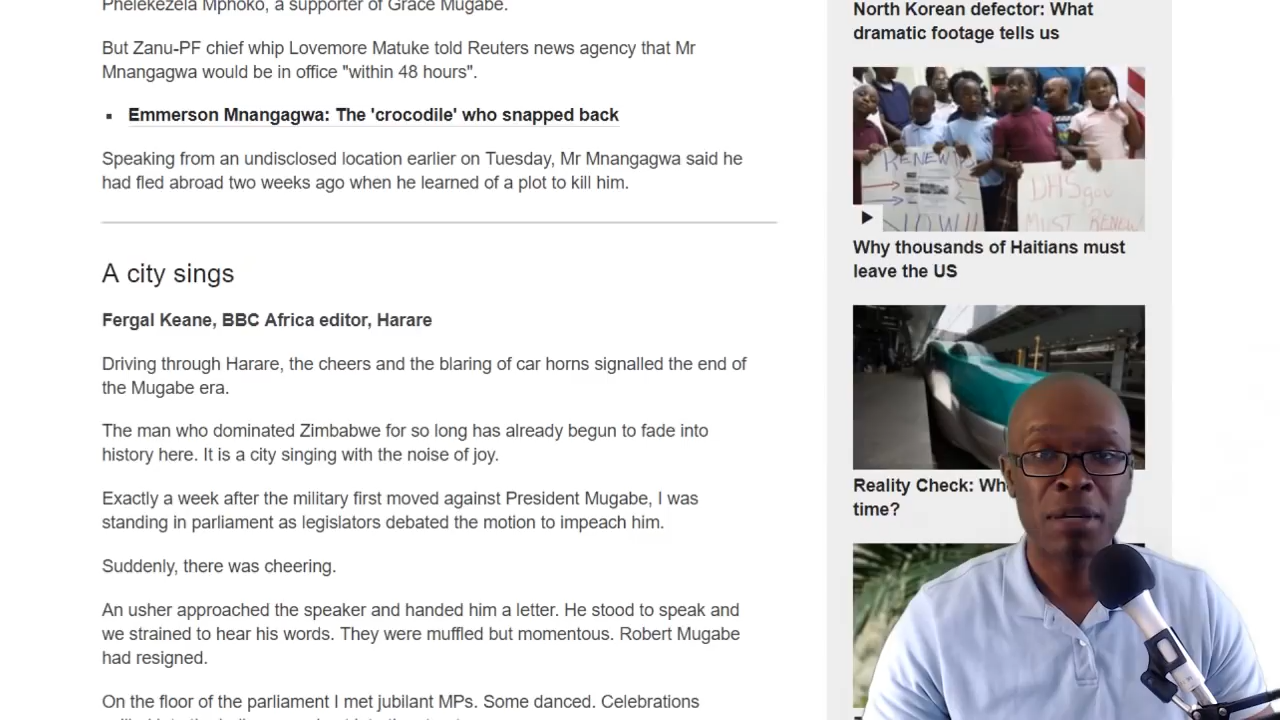 Phelekezela Mphoko, a supporter of Grace Mugabe.
But Zanu-PF chief whip Lovemore Matuke told Reuters news agency that Mr
Mnangagwa would be in office "within 48 hours".
Emmerson Mnangagwa: The 'crocodile' who snapped back
Speaking from an undisclosed location earlier on Tuesday, Mr Mnangagwa said he
had fled abroad two weeks ago when he learned of a plot to kill him.
A city sings
Fergal Keane, BBC Africa editor, Harare
Driving through Harare, the cheers and the blaring of car horns signalled the end of
the Mugabe era.
The man who dominated Zimbabwe for so long has already begun to fade into
history here. It is a city singing with the noise of joy.
Exactly a week after the military first moved against President Mugabe, I was
standing in parliament as legislators debated the motion to impeach him.
Suddenly, there was cheering.
An usher approached the speaker and handed him a letter. He stood to speak and
we strained to hear his words. They were muffled but momentous. Robert Mugabe
had resigned.
On the floor of the parliament I met jubilant MPs. Some danced. Celebrations
North Korean defector: What
dramatic footage tells us
RENEW
NOW!!
DHS gov
MUST RENEW
Why thousands of Haitians must
leave the US
Reality Check:
time?